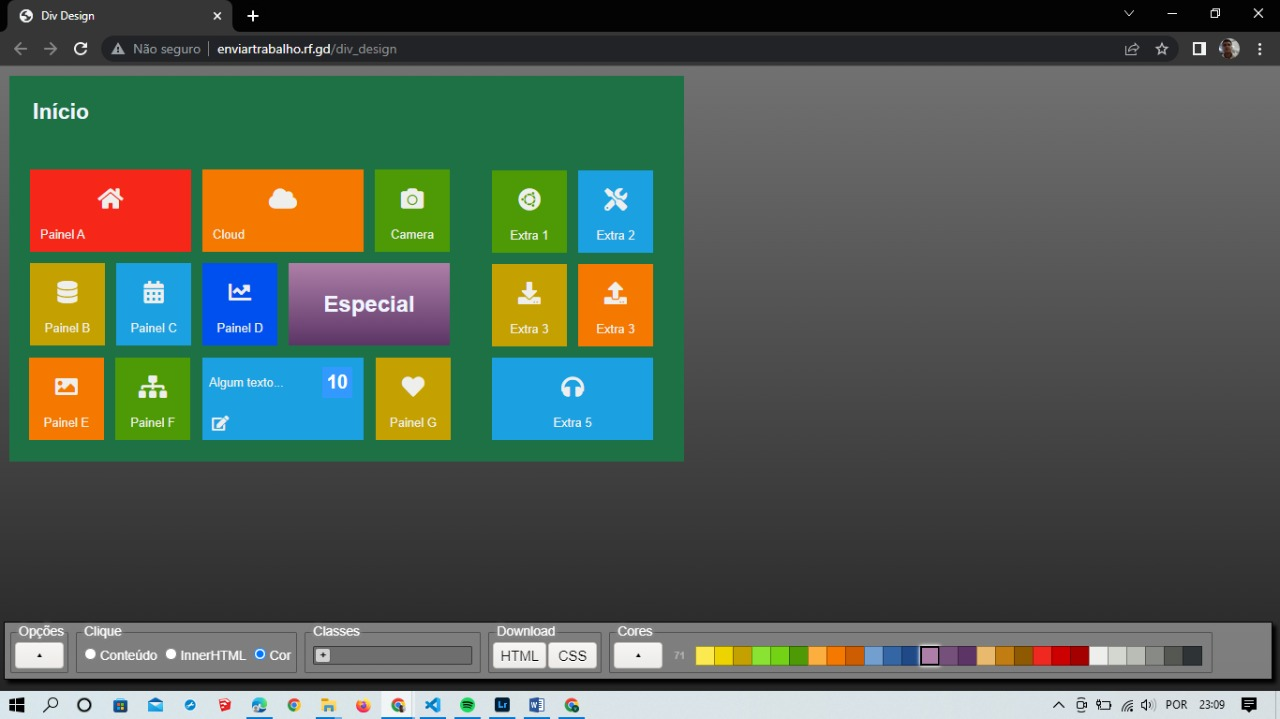 Div Design
Não seguro
enviartrabalho.rf.gd/div_design
Início
Painel A
Cloud
Camera
Extra 1
Extra 2
Painel B
Painel C
Painel D
Especial
Extra 3
Extra 3
Painel E
Painel F
Algum texto...
10
Painel G
Extra 5
Opções
Clique
Conteúdo
InnerHTML
Cor
Classes
+
Download
HTML
CSS
Cores
71
Lr
W
POR
23:09